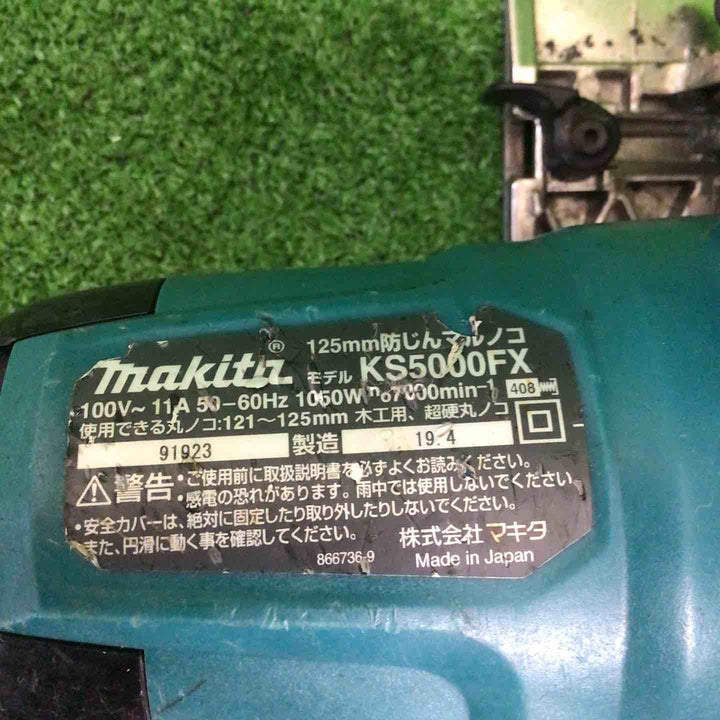 125mm防じんマルノコ
makita® モデル KS5000FX
100V~ 11A 50-60Hz 1050W 7000min-1 408
使用できる丸ノコ:121~125mm 木工用、超硬丸ノコ
91923 製造 19.4
警告
・ご使用前に取扱説明書を必ずよくお読みください。
・感電の恐れがあります。雨中では使用しないでください。
・安全カバーは、絶対に固定したり取り外したりしないでください。
また、円滑に動く事を確認してください。
株式会社マキタ
866736-9 Made in Japan